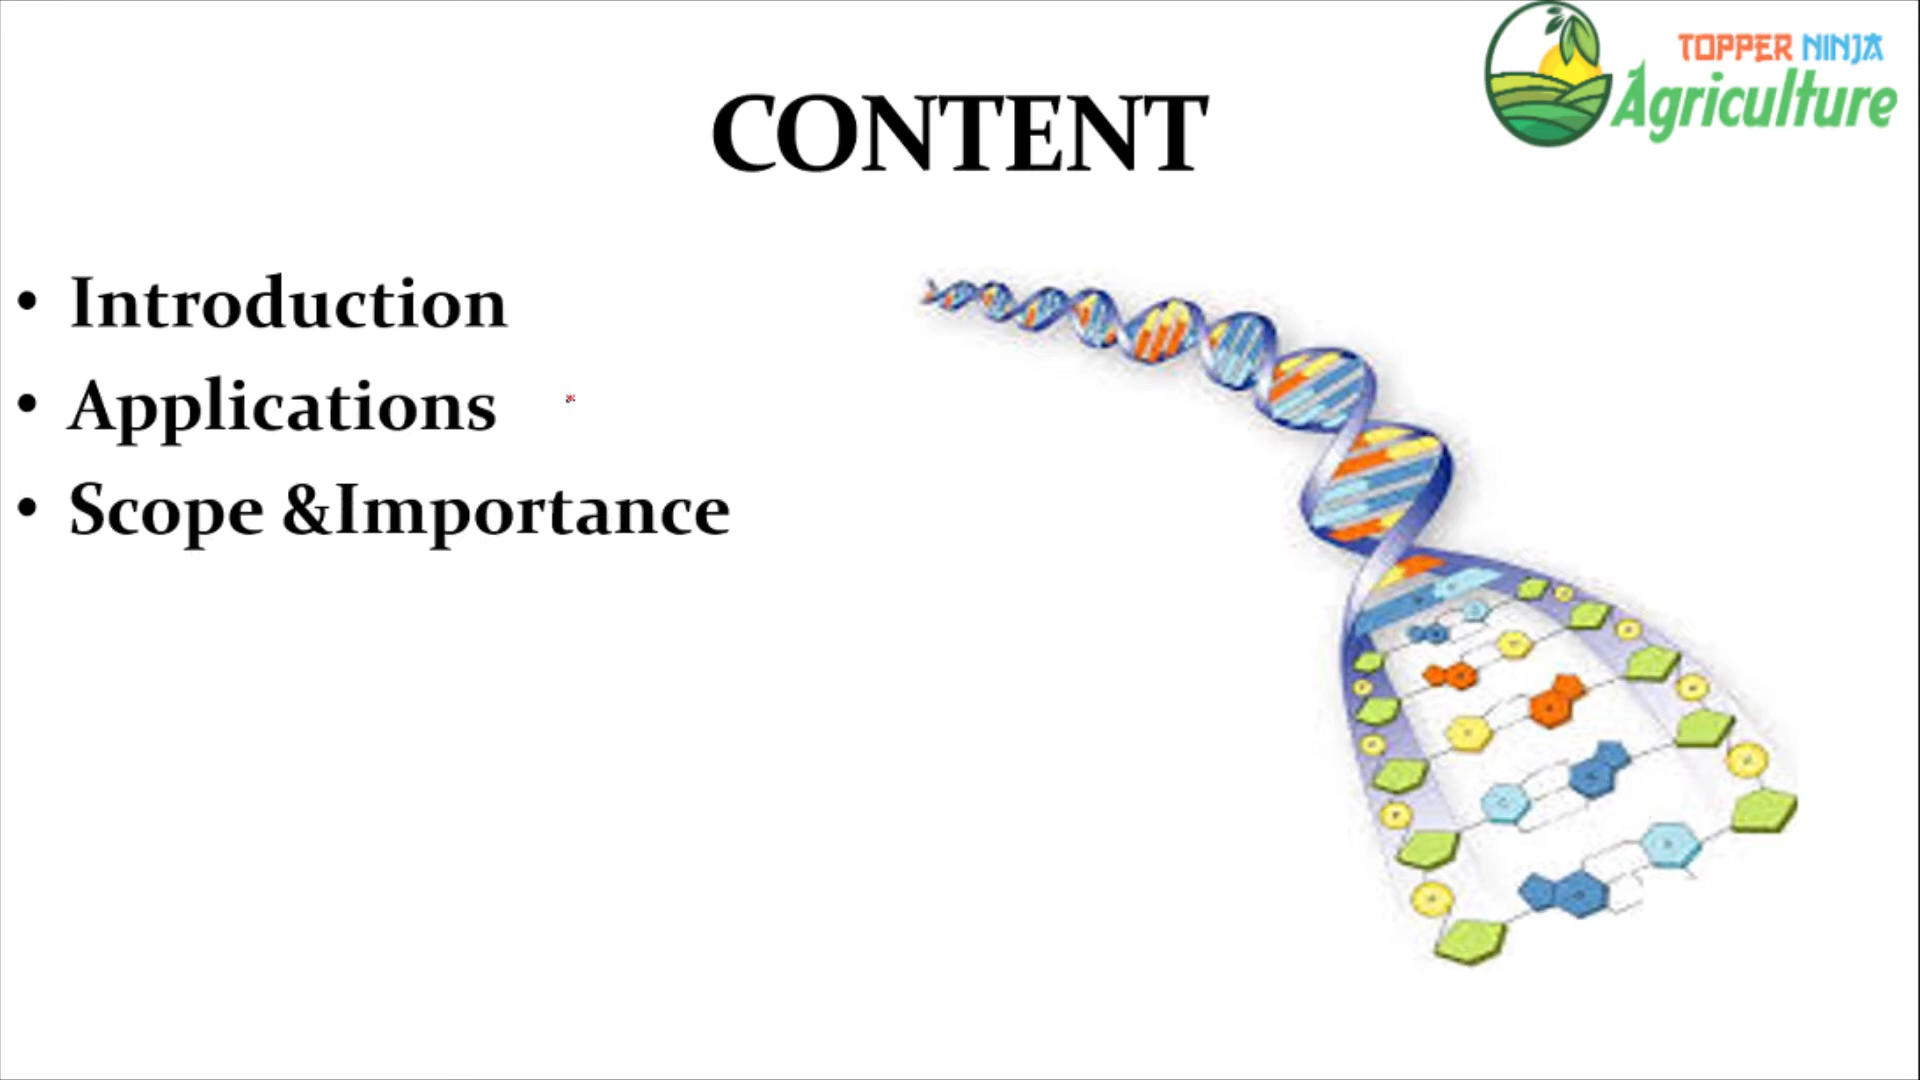 TOPPER NINJA
Agriculture
CONTENT
• Introduction
• Applications
• Scope &Importance